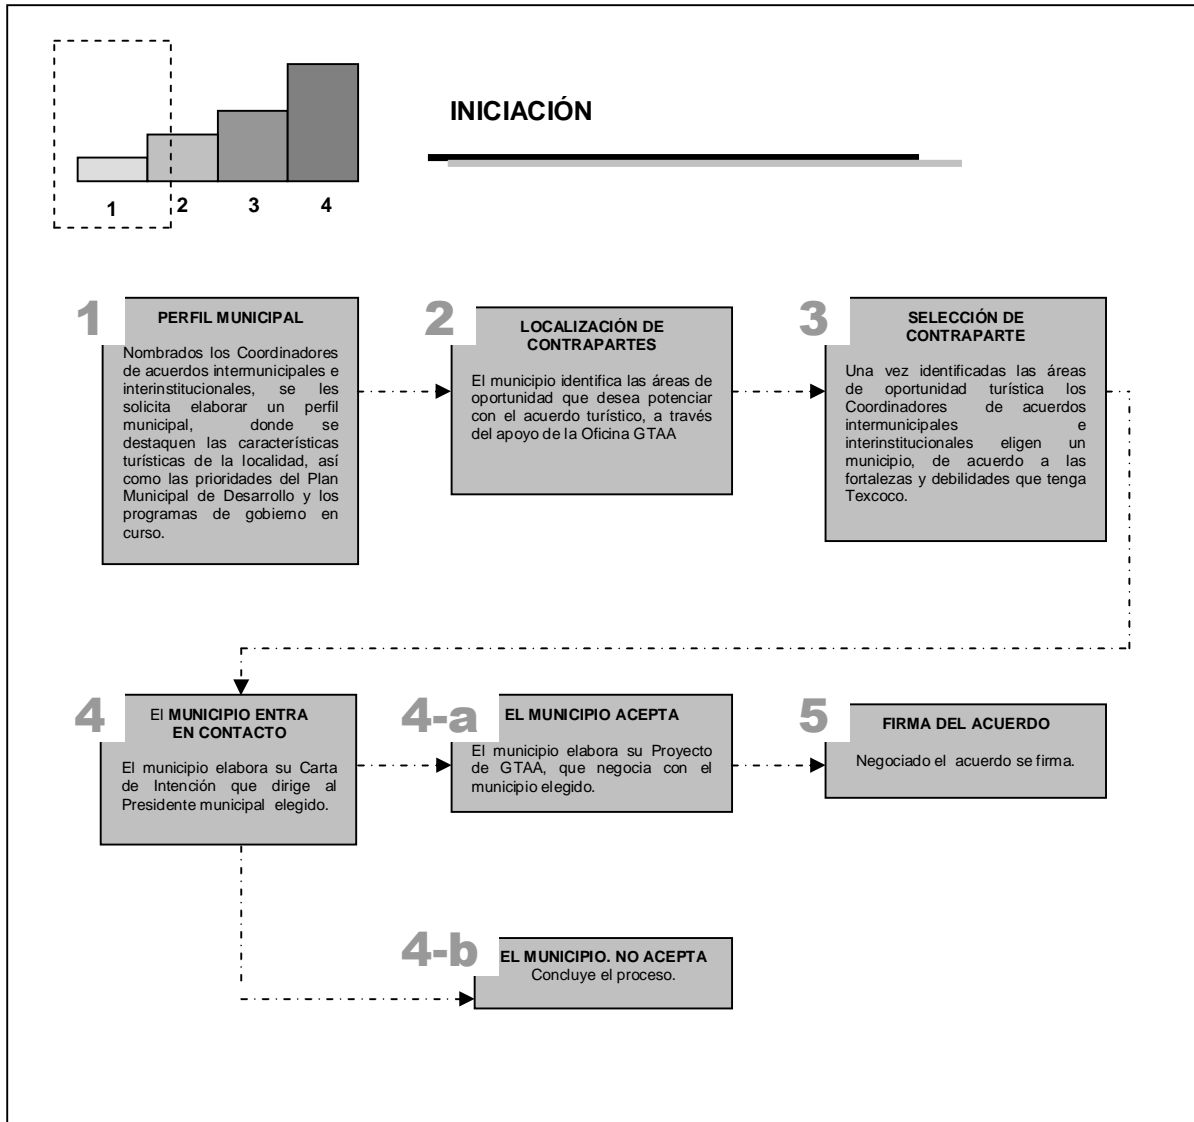 INICIACIÓN
1 2 3 4
1
PERFIL MUNICIPAL
Nombrados los Coordinadores
de acuerdos intermunicipales e
interinstitucionales, se les
solicita elaborar un perfil
municipal, donde se
destaquen las características
turísticas de la localidad, así
como las prioridades del Plan
Municipal de Desarrollo y los
programas de gobierno en
curso.
2
LOCALIZACIÓN DE
CONTRAPARTES
El municipio identifica las áreas de
oportunidad que desea potenciar
con el acuerdo turístico, a través
del apoyo de la Oficina GTAA
3
SELECCIÓN DE
CONTRAPARTE
Una vez identificadas las áreas
de oportunidad turística los
Coordinadores de acuerdos
intermunicipales e
interinstitucionales eligen un
municipio, de acuerdo a las
fortalezas y debilidades que tenga
Texcoco.
4
El MUNICIPIO ENTRA
EN CONTACTO
El municipio elabora su Carta
de Intención que dirige al
Presidente municipal elegido.
4-a
EL MUNICIPIO ACEPTA
El municipio elabora su Proyecto
de GTAA, que negocia con el
municipio elegido.
5
FIRMA DEL ACUERDO
Negociado el acuerdo se firma.
4-b
EL MUNICIPIO. NO ACEPTA
Concluye el proceso.